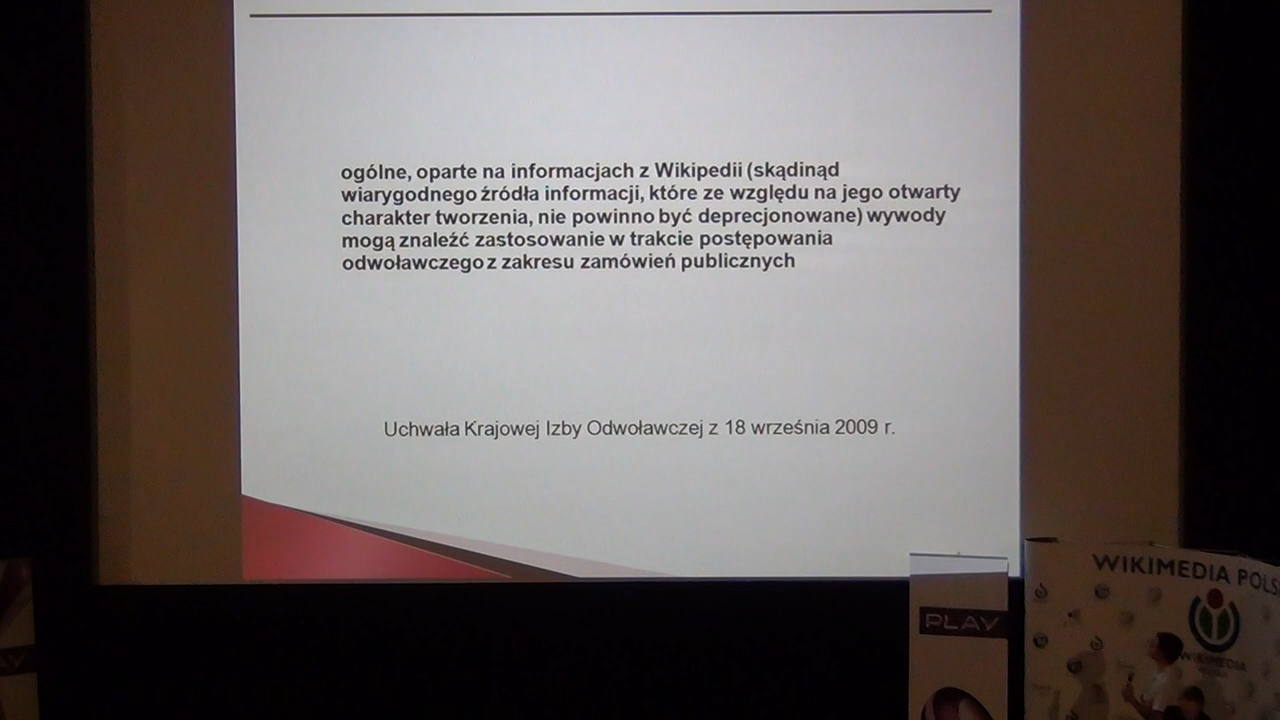 ogólne, oparte na informacjach z Wikipedii (skądinąd
wiarygodnego źródła informacji, które ze względu na jego otwarty
charakter tworzenia, nie powinno być deprecjonowane) wywody
mogą znaleźć zastosowanie w trakcie postępowania
odwoławczego z zakresu zamówień publicznych
Uchwała Krajowej Izby Odwoławczej z 18 września 2009 r.
WIKIMEDIA POLS
PLAY
WIKIMEDIA
AY